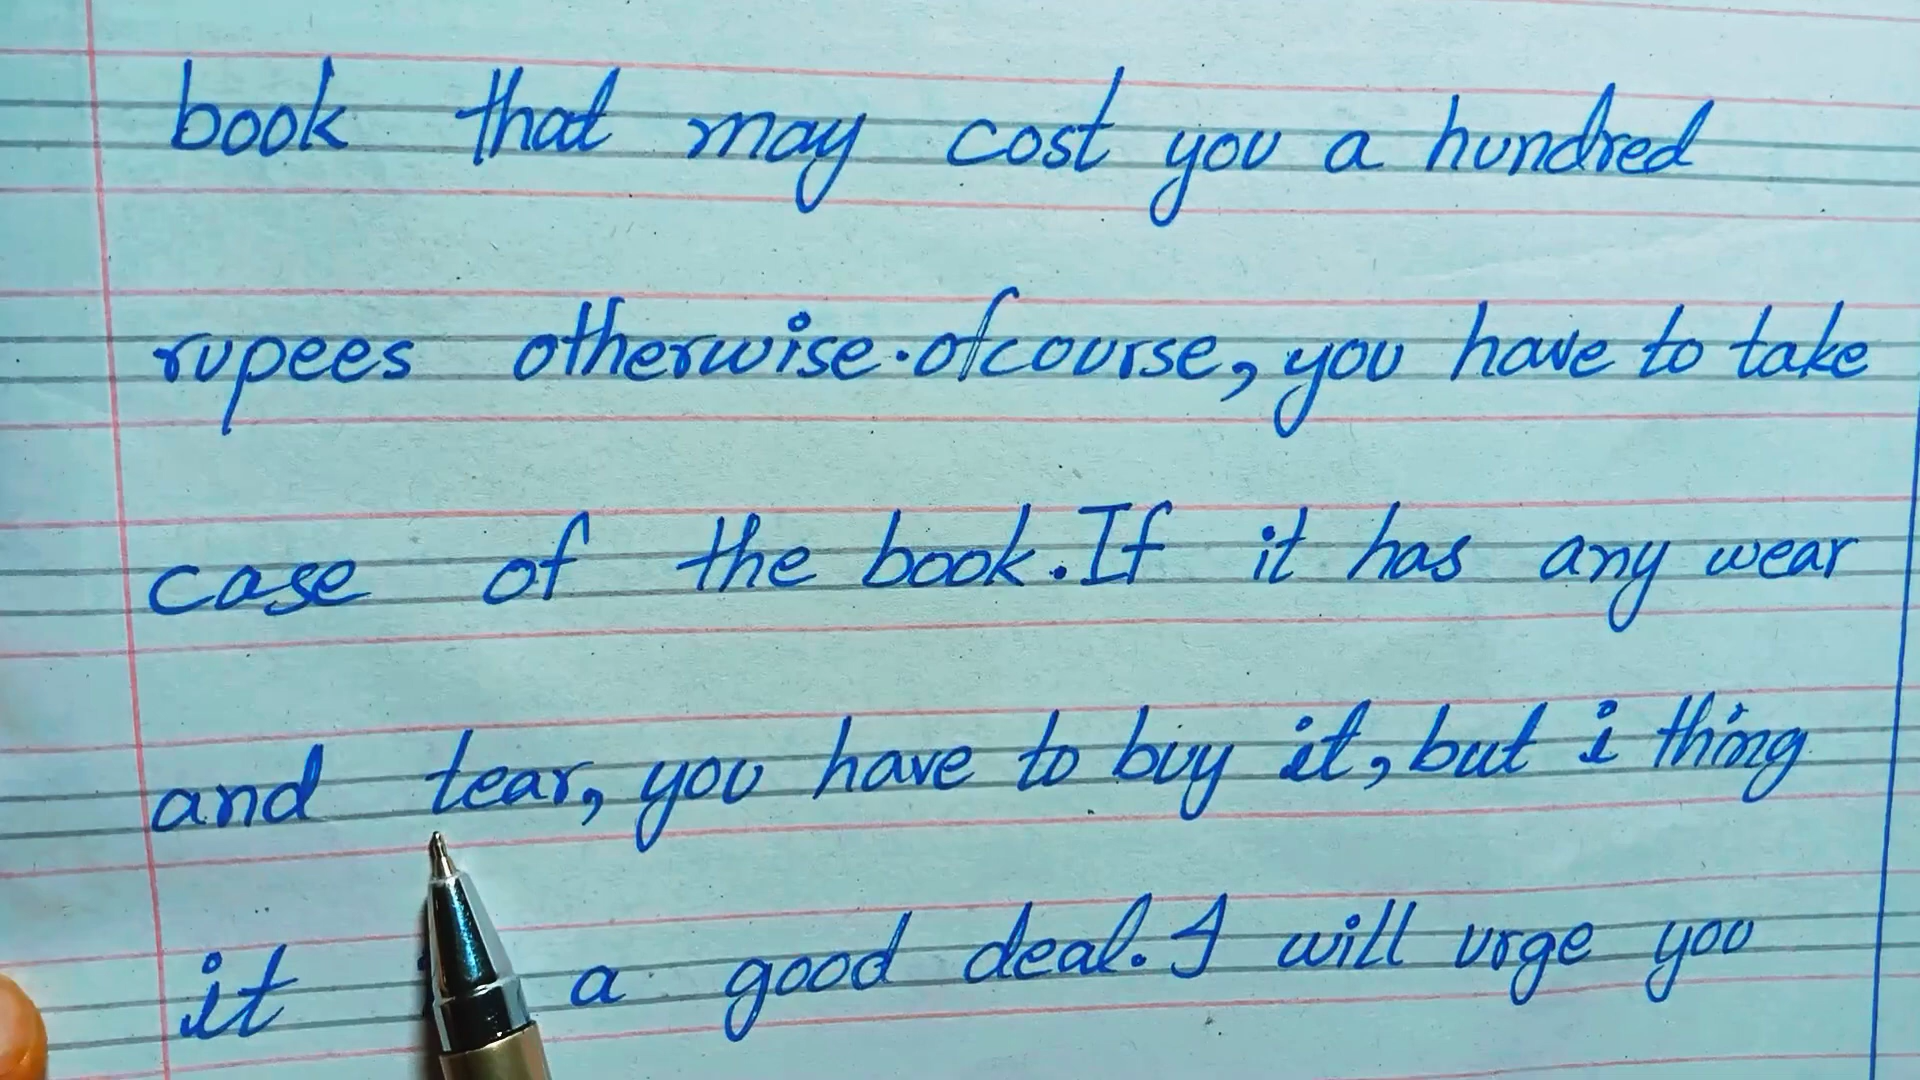 book that may cost you a hundred
rupees otherwise. ofcourse, you have to take
case of the book. If it has any wear
and tear, you have to buy it, but i thing
it a good deal. I will urge you